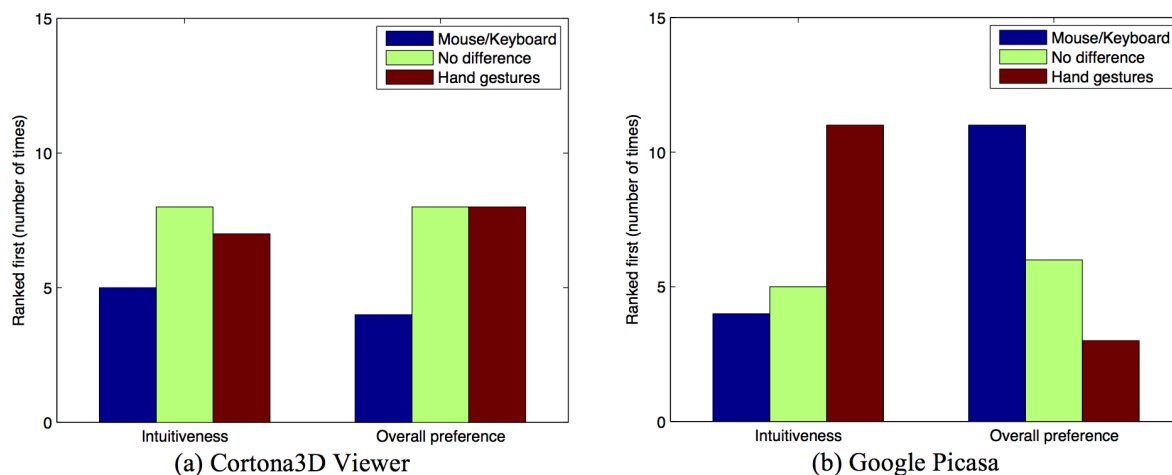 15
10
5
0
Ranked first (number of times)
Mouse/Keyboard
No difference
Hand gestures
Intuitiveness
Overall preference
(a) Cortona3D Viewer
15
10
5
0
Ranked first (number of times)
Mouse/Keyboard
No difference
Hand gestures
Intuitiveness
Overall preference
(b) Google Picasa